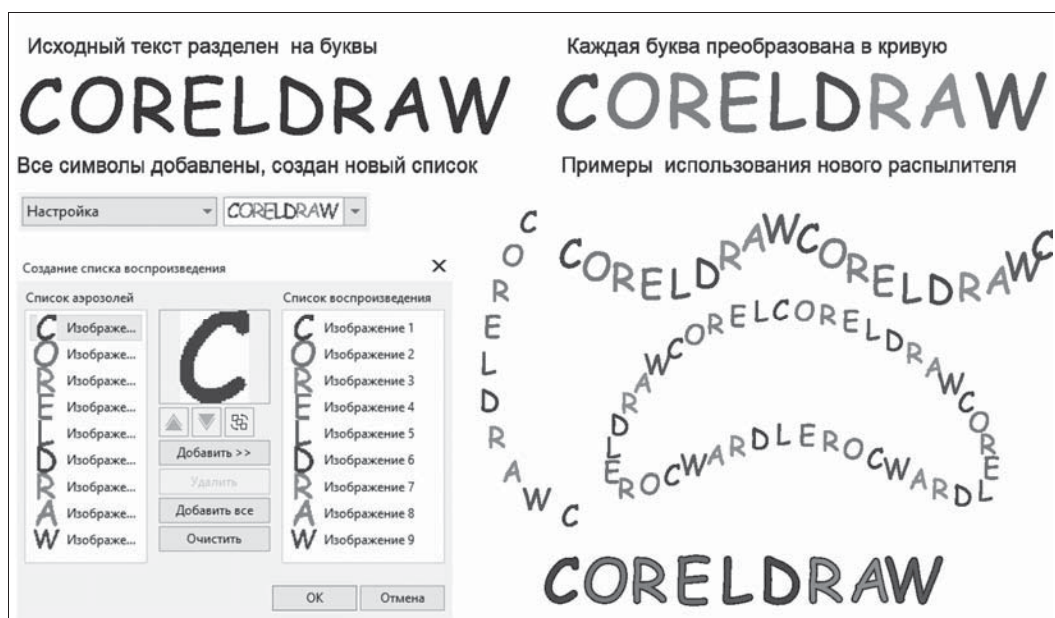 Исходный текст разделен на буквы
CORELDRAW
Каждая буква преобразована в кривую
CORELDRAW
Все символы добавлены, создан новый список
Настройка
CORELDRAW
Создание списка воспроизведения
Список аэрозолей
C Изображе...
O Изображе...
R Изображе...
E Изображе...
L Изображе...
D Изображе...
R Изображе...
A Изображе...
W Изображе...
C
Добавить >>
Удалить
Добавить все
Очистить
Список воспроизведения
C Изображение 1
O Изображение 2
R Изображение 3
E Изображение 4
L Изображение 5
D Изображение 6
R Изображение 7
A Изображение 8
W Изображение 9
OK
Отмена
Примеры использования нового распылителя
CORELDRAWC
CORELDRAWCORELDRAWC
ELDRAWCORELCORELDRAWCOREL
EROCWARDLEROCWARDL
CORELDRAW